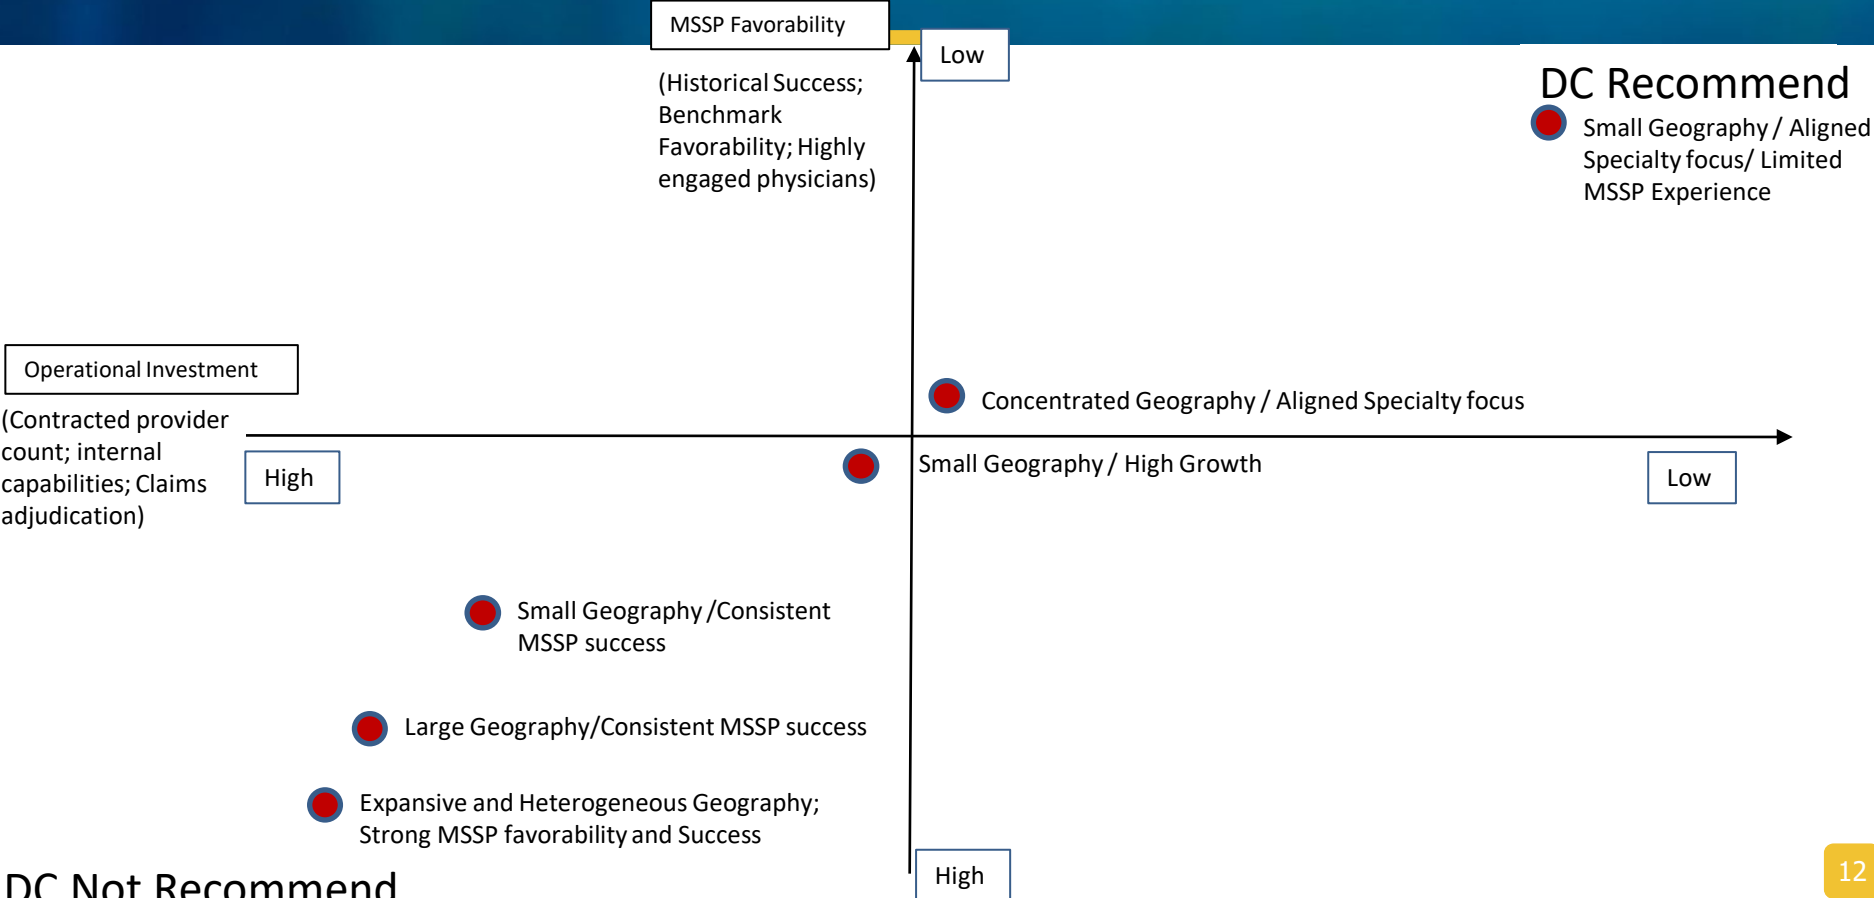 MSSP Favorability
Low
(Historical Success;
Benchmark
Favorability; Highly
engaged physicians)
DC Recommend
Small Geography / Aligned
Specialty focus/ Limited
MSSP Experience
Operational Investment
(Contracted provider
count; internal
capabilities; Claims
adjudication)
High
Concentrated Geography / Aligned Specialty focus
Small Geography / High Growth
Low
Small Geography /Consistent
MSSP success
Large Geography/Consistent MSSP success
Expansive and Heterogeneous Geography;
Strong MSSP favorability and Success
High
DC Not Recommend
12